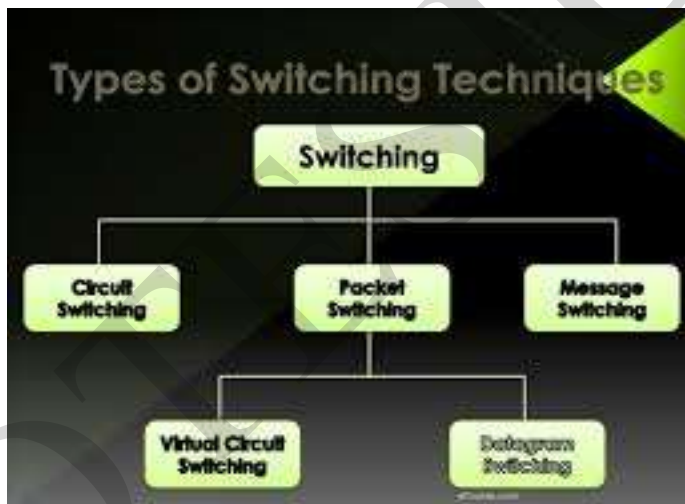 Types of Switching Techniques
Switching
Circuit
Switching
Packet
Switching
Message
Switching
Virtual Circuit
Switching
Datagram
Switching